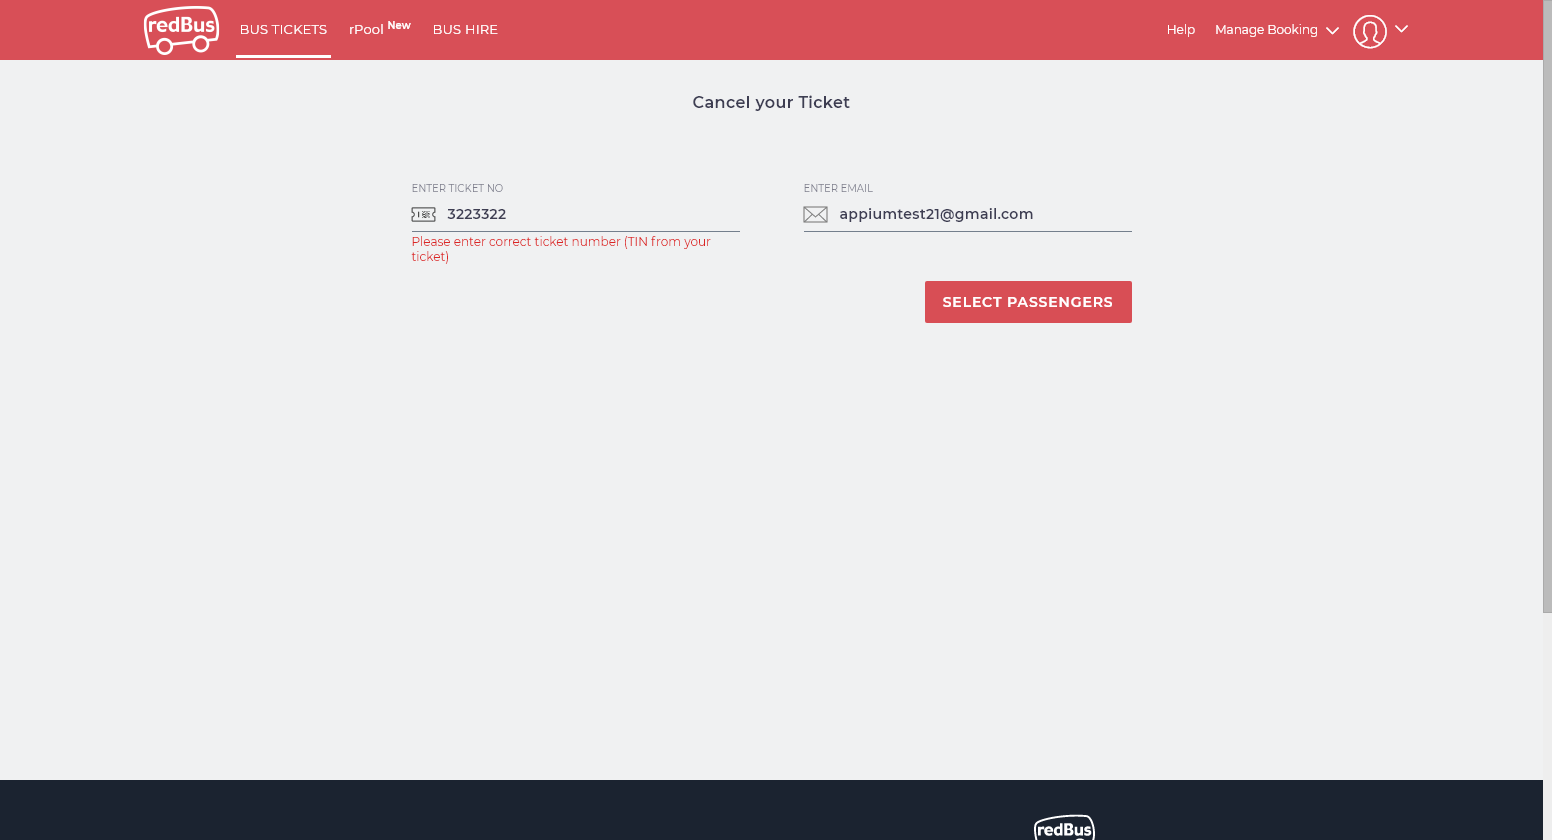 redBus
BUS TICKETS
rPool New
BUS HIRE
Help
Manage Booking
Cancel your Ticket
ENTER TICKET NO
3223322
Please enter correct ticket number (TIN from your
ticket)
ENTER EMAIL
appiumtest21@gmail.com
SELECT PASSENGERS
redBus